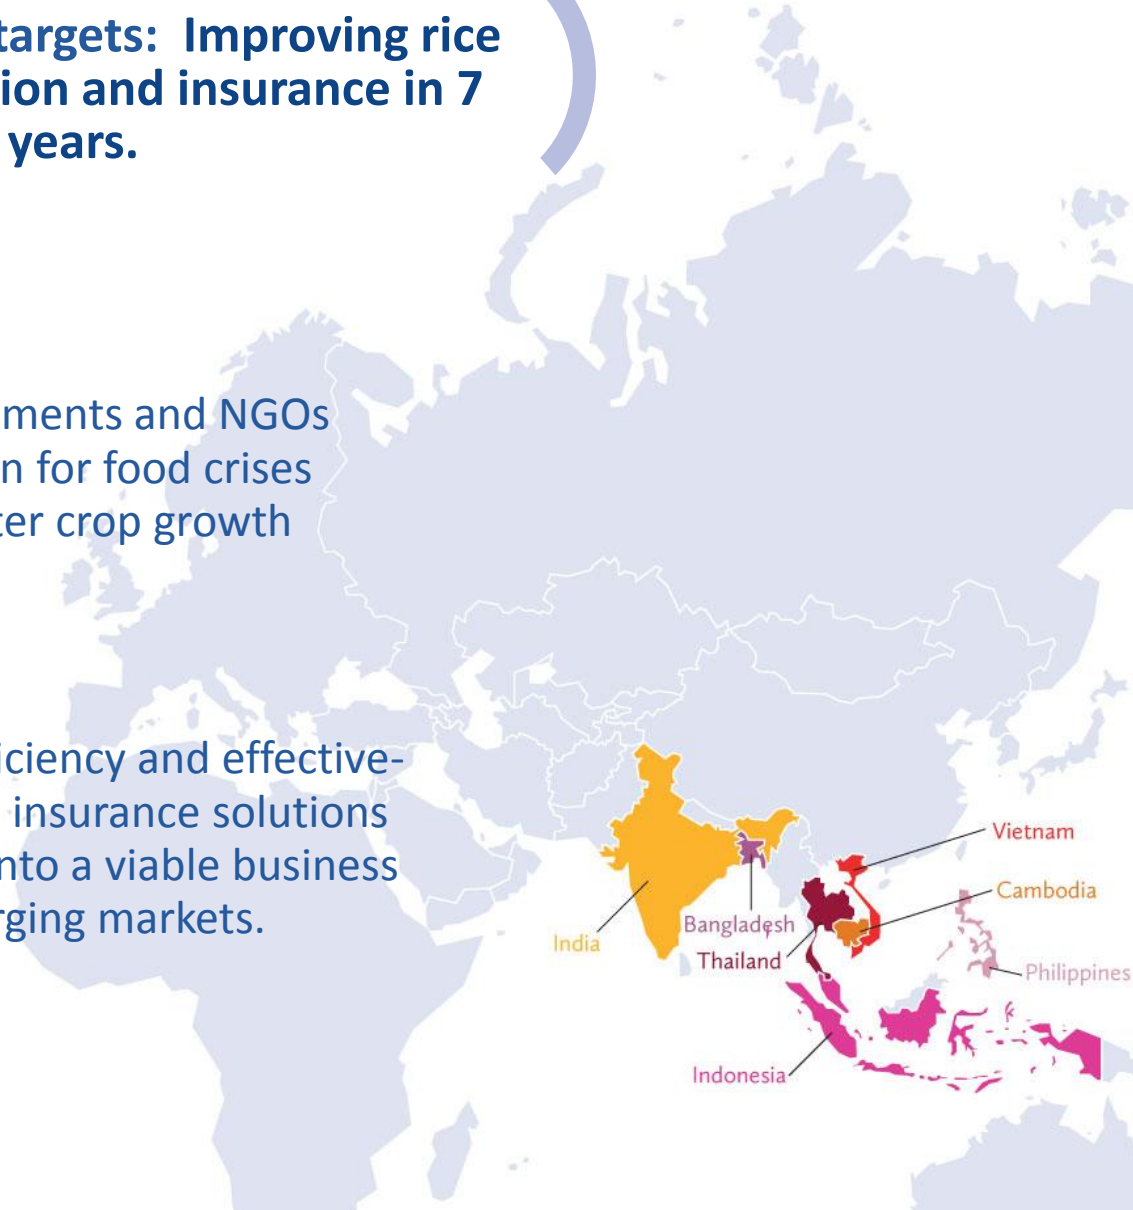 targets: Improving rice
ion and insurance in 7
years.
ments and NGOs
n for food crises
ter crop growth
iciency and effective-
insurance solutions
nto a viable business
rging markets.
Vietnam
Cambodia
Bangladesh
India
Thailand
Philippines
Indonesia